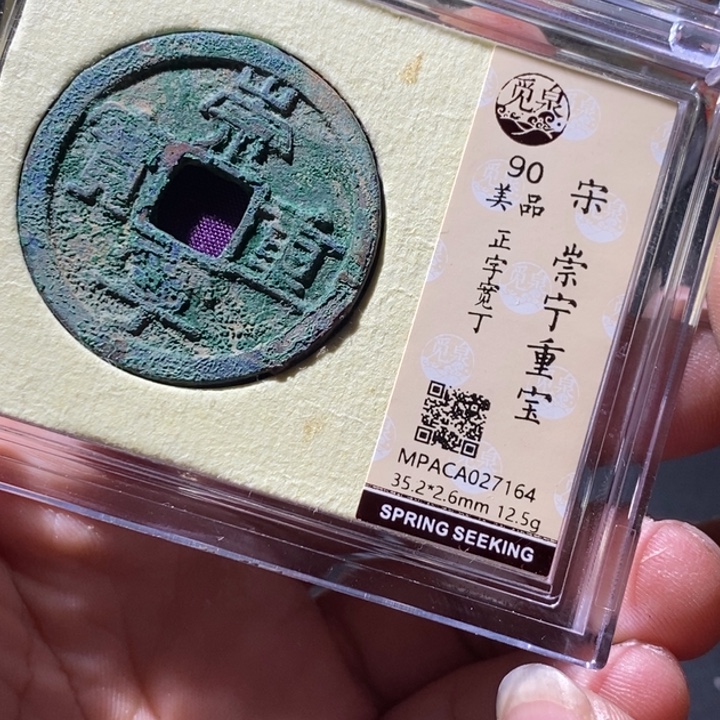 崇
重
寧
寶
觅泉
90
美品
正字宽丁
宋
崇宁重宝
MPACA027164
35.2*2.6mm 12.5g
SPRING SEEKING